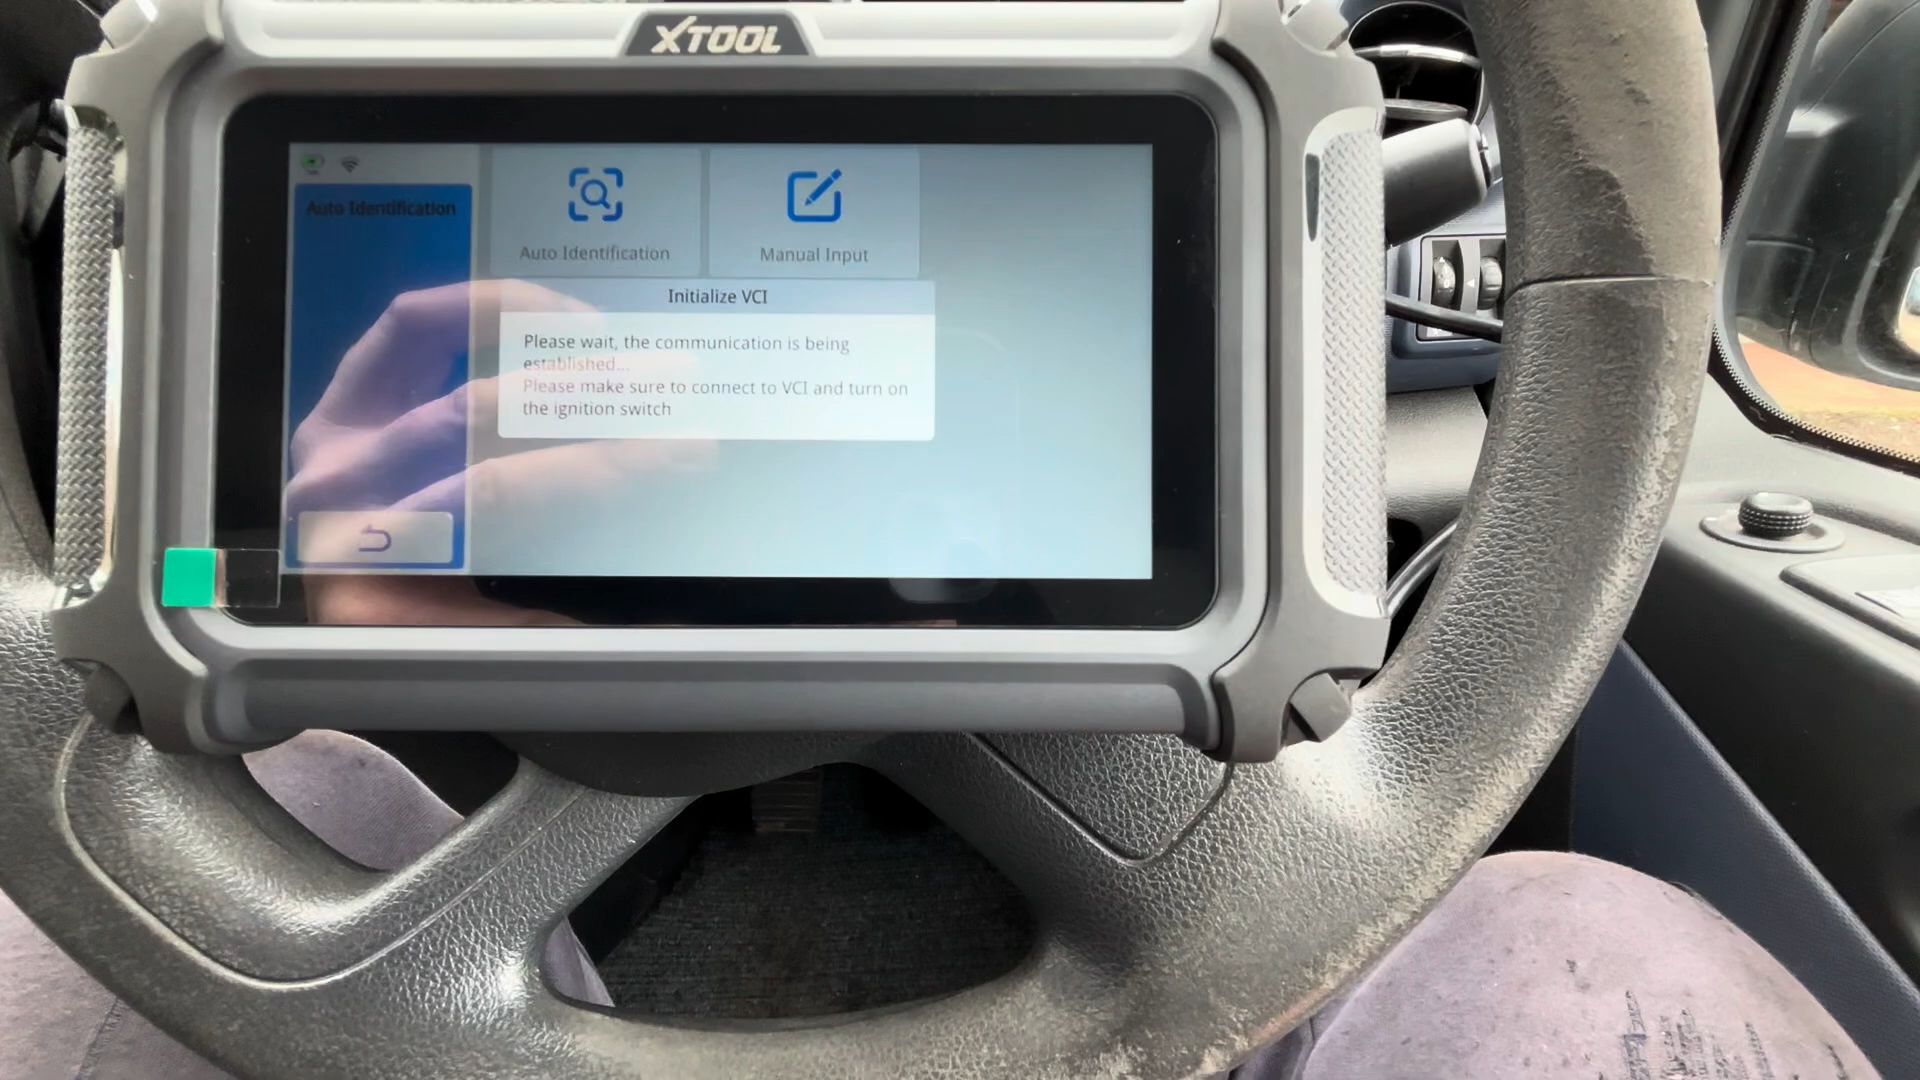 XTOOL
Auto Identification
Auto Identification
Manual Input
Initialize VCI
Please wait, the communication is being
established...
Please make sure to connect to VCI and turn on
the ignition switch